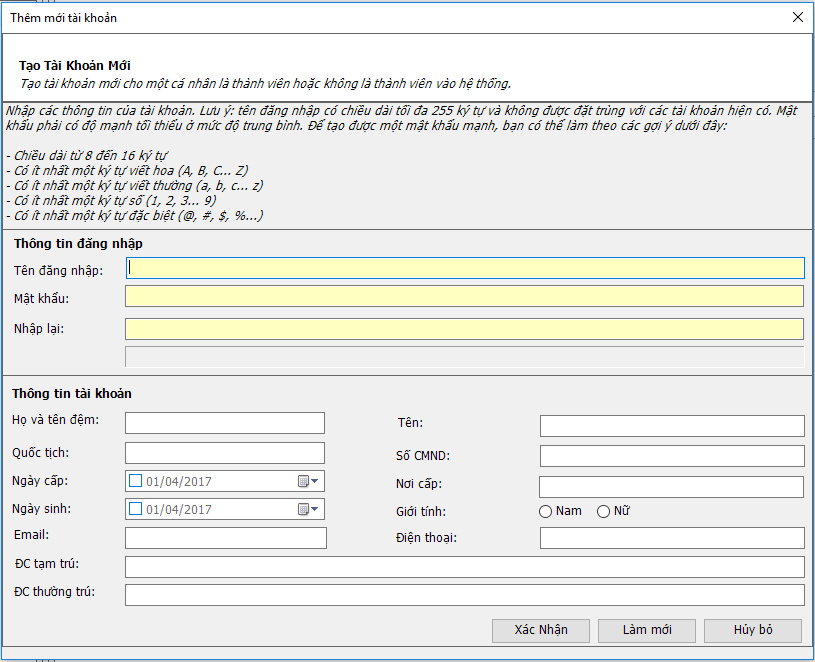 Thêm mới tài khoản
Tạo Tài Khoản Mới
Tạo tài khoản mới cho một cá nhân là thành viên hoặc không là thành viên vào hệ thống.
Nhập các thông tin của tài khoản. Lưu ý: tên đăng nhập có chiều dài tối đa 255 ký tự và không được đặt trùng với các tài khoản hiện có. Mật
khẩu phải có độ mạnh tối thiểu ở mức độ trung bình. Để tạo được một mật khẩu mạnh, bạn có thể làm theo các gợi ý dưới đây:
- Chiều dài từ 8 đến 16 ký tự
- Có ít nhất một ký tự viết hoa (A, B, C... Z)
- Có ít nhất một ký tự viết thường (a, b, c... z)
- Có ít nhất một ký tự số (1, 2, 3... 9)
- Có ít nhất một ký tự đặc biệt (@, #, $, %...)
Thông tin đăng nhập
Tên đăng nhập:
Mật khẩu:
Nhập lại:
Thông tin tài khoản
Họ và tên đệm:
Tên:
Quốc tịch:
Số CMND:
Ngày cấp: 01/04/2017
Nơi cấp:
Ngày sinh: 01/04/2017
Giới tính: Nam Nữ
Email:
Điện thoại:
ĐC tạm trú:
ĐC thường trú:
Xác Nhận Làm mới Hủy bỏ